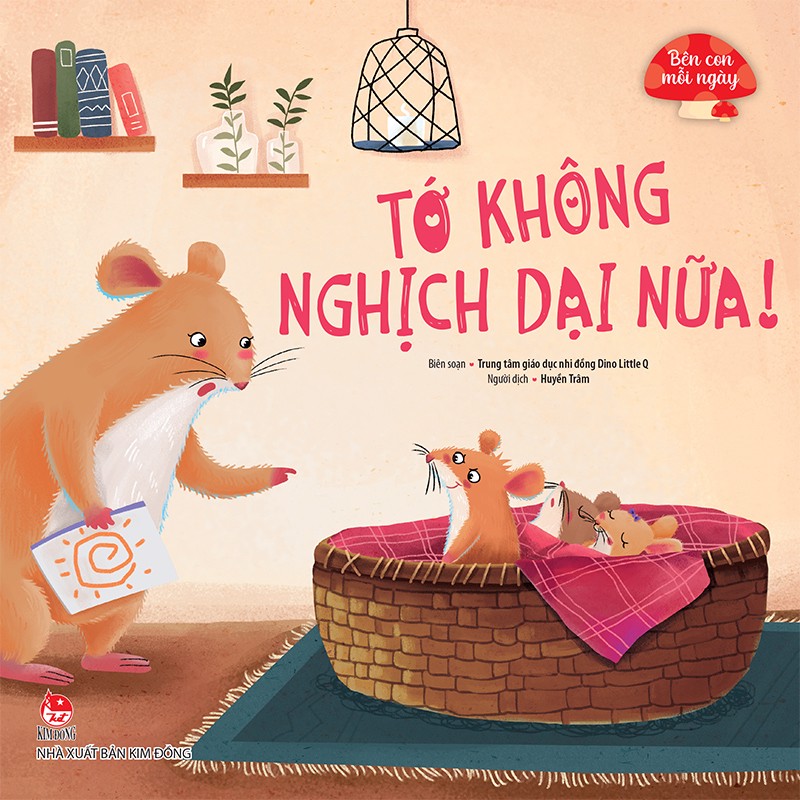 Bên con
mỗi ngày
TỚ KHÔNG
NGHỊCH DẠI NỮA!
Biên soạn ♥ Trung tâm giáo dục nhi đồng Dino Little Q
Người dịch ♥ Huyền Trâm
KIM ĐỒNG
NHÀ XUẤT BẢN KIM ĐỒNG